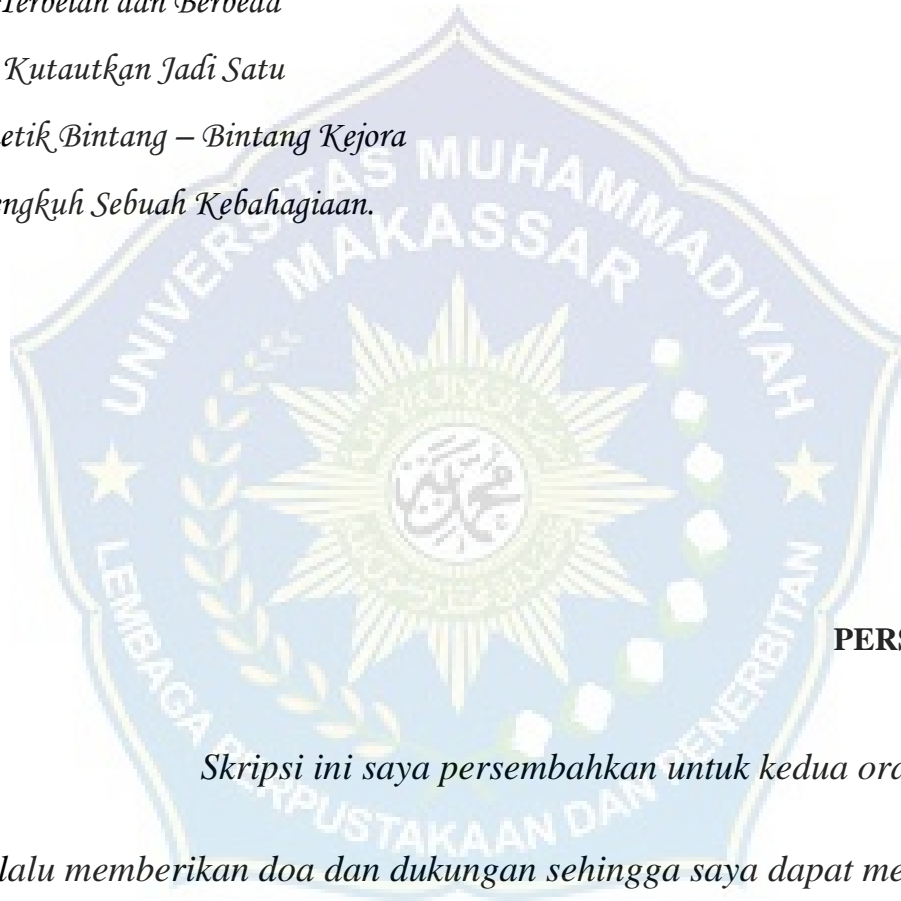 Terbelah dan Berbeda
Kutautkan Jadi Satu
etik Bintang – Bintang Kejora
engkuh Sebuah Kebahagiaan.
UNIVERSITAS MUHAMMADIYAH
MAKASSAR
LEMBAGA PERPUSTAKAAN DAN PENERBITAN
PERS
Skripsi ini saya persembahkan untuk kedua ora
lalu memberikan doa dan dukungan sehingga saya dapat me